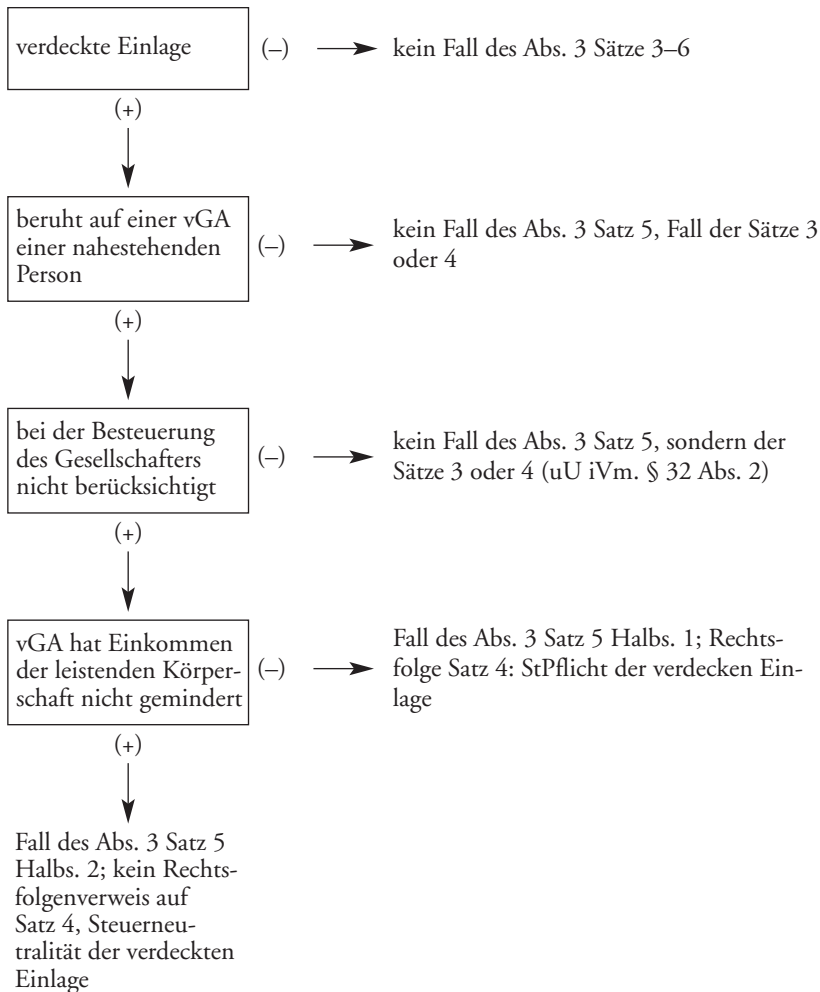 verdeckte Einlage
(–)
kein Fall des Abs. 3 Sätze 3–6
(+)
beruht auf einer vGA
einer nahestehenden
Person
(–)
kein Fall des Abs. 3 Satz 5, Fall der Sätze 3
oder 4
(+)
bei der Besteuerung
des Gesellschafters
nicht berücksichtigt
(–)
kein Fall des Abs. 3 Satz 5, sondern der
Sätze 3 oder 4 (uU iVm. § 32 Abs. 2)
(+)
vGA hat Einkommen
der leistenden Körper-
schaft nicht gemindert
(–)
Fall des Abs. 3 Satz 5 Halbs. 1; Rechts-
folge Satz 4: StPflicht der verdecken Ein-
lage
(+)
Fall des Abs. 3 Satz 5
Halbs. 2; kein Rechts-
folgenverweis auf
Satz 4, Steuerneu-
tralität der verdeckten
Einlage